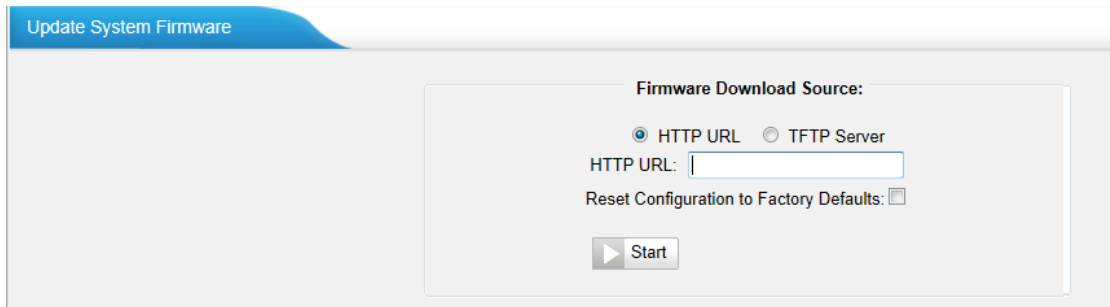 Update System Firmware
Firmware Download Source:
HTTP URL TFTP Server
HTTP URL:
Reset Configuration to Factory Defaults:
Start